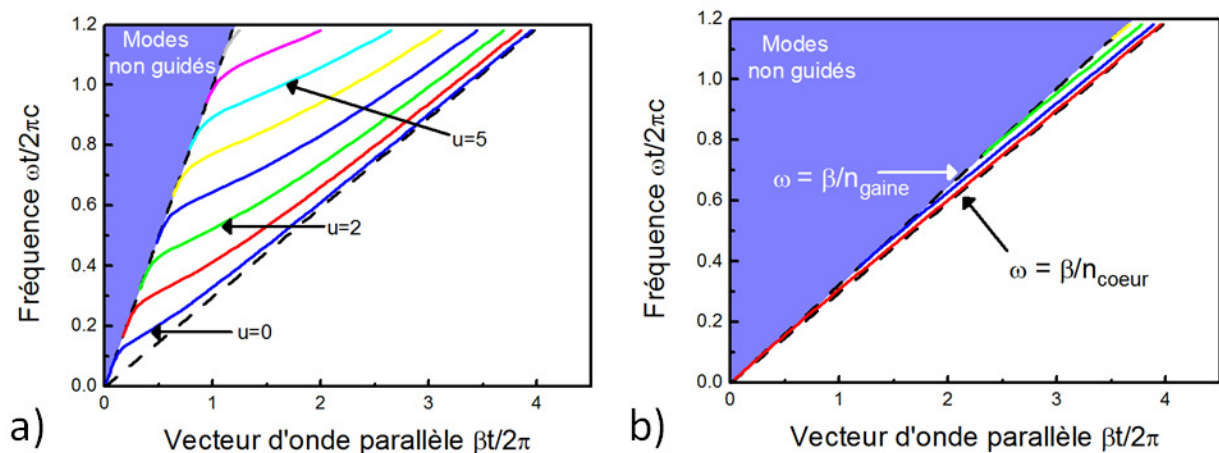 Modes
non guidés
u=5
u=2
u=0
1.2
1.0
0.8
0.6
0.4
0.2
0.0
0 1 2 3 4
Fréquence ωt/2πc
Vecteur d'onde parallèle βt/2π
a)
Modes
non guidés
ω = β/n_gaine
ω = β/n_coeur
1.2
1.0
0.8
0.6
0.4
0.2
0.0
0 1 2 3 4
Fréquence ωt/2πc
Vecteur d'onde parallèle βt/2π
b)